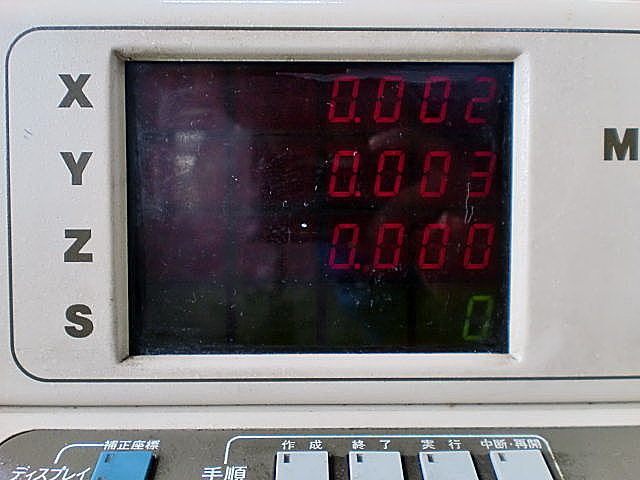 X 0.002
Y 0.003
Z 0.000
S 0
M
補正座標
ディスプレイ
手順
作成 終了 実行 中断・再開